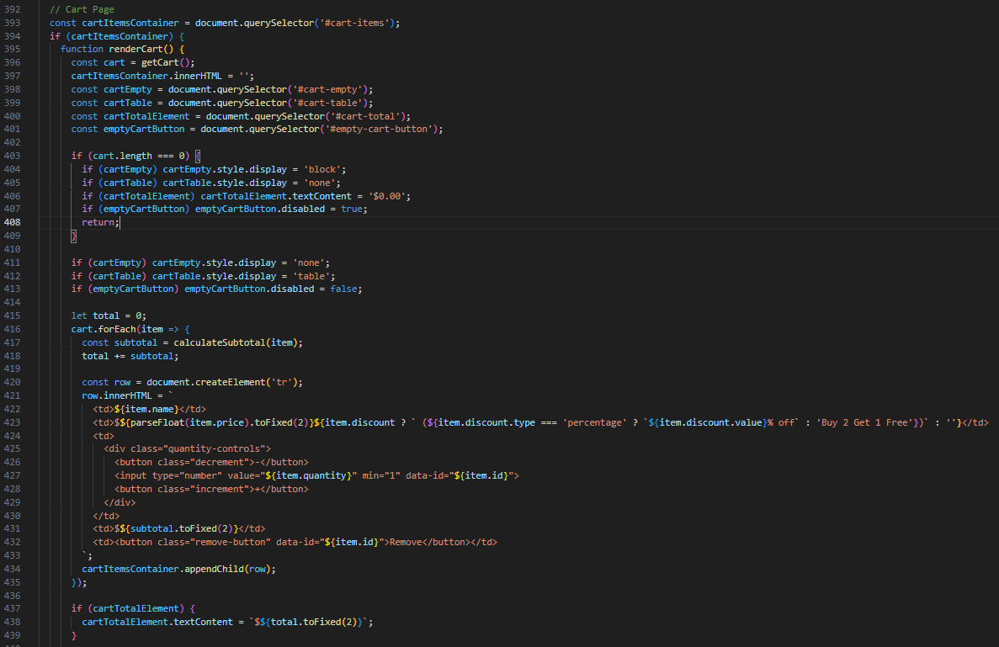 392 // Cart Page
393 const cartItemsContainer = document.querySelector('#cart-items');
394 if (cartItemsContainer) {
395 function renderCart() {
396 const cart = getCart();
397 cartItemsContainer.innerHTML = '';
398 const cartEmpty = document.querySelector('#cart-empty');
399 const cartTable = document.querySelector('#cart-table');
400 const cartTotalElement = document.querySelector('#cart-total');
401 const emptyCartButton = document.querySelector('#empty-cart-button');
402
403 if (cart.length === 0) {
404 if (cartEmpty) cartEmpty.style.display = 'block';
405 if (cartTable) cartTable.style.display = 'none';
406 if (cartTotalElement) cartTotalElement.textContent = '$0.00';
407 if (emptyCartButton) emptyCartButton.disabled = true;
408 return;
409 }
410
411 if (cartEmpty) cartEmpty.style.display = 'none';
412 if (cartTable) cartTable.style.display = 'table';
413 if (emptyCartButton) emptyCartButton.disabled = false;
414
415 let total = 0;
416 cart.forEach(item => {
417 const subtotal = calculateSubtotal(item);
418 total += subtotal;
419
420 const row = document.createElement('tr');
421 row.innerHTML = `
422 <td>${item.name}</td>
423 <td>$${parseFloat(item.price).toFixed(2)}${item.discount ? ` (${item.discount.type === 'percentage' ? `${item.discount.value}% off` : 'Buy 2 Get 1 Free'})` : ''}</td>
424 <td>
425 <div class="quantity-controls">
426 <button class="decrement">-</button>
427 <input type="number" value="${item.quantity}" min="1" data-id="${item.id}">
428 <button class="increment">+</button>
429 </div>
430 </td>
431 <td>$${subtotal.toFixed(2)}</td>
432 <td><button class="remove-button" data-id="${item.id}">Remove</button></td>
433 `;
434 cartItemsContainer.appendChild(row);
435 });
436
437 if (cartTotalElement) {
438 cartTotalElement.textContent = `$${total.toFixed(2)}`;
439 }